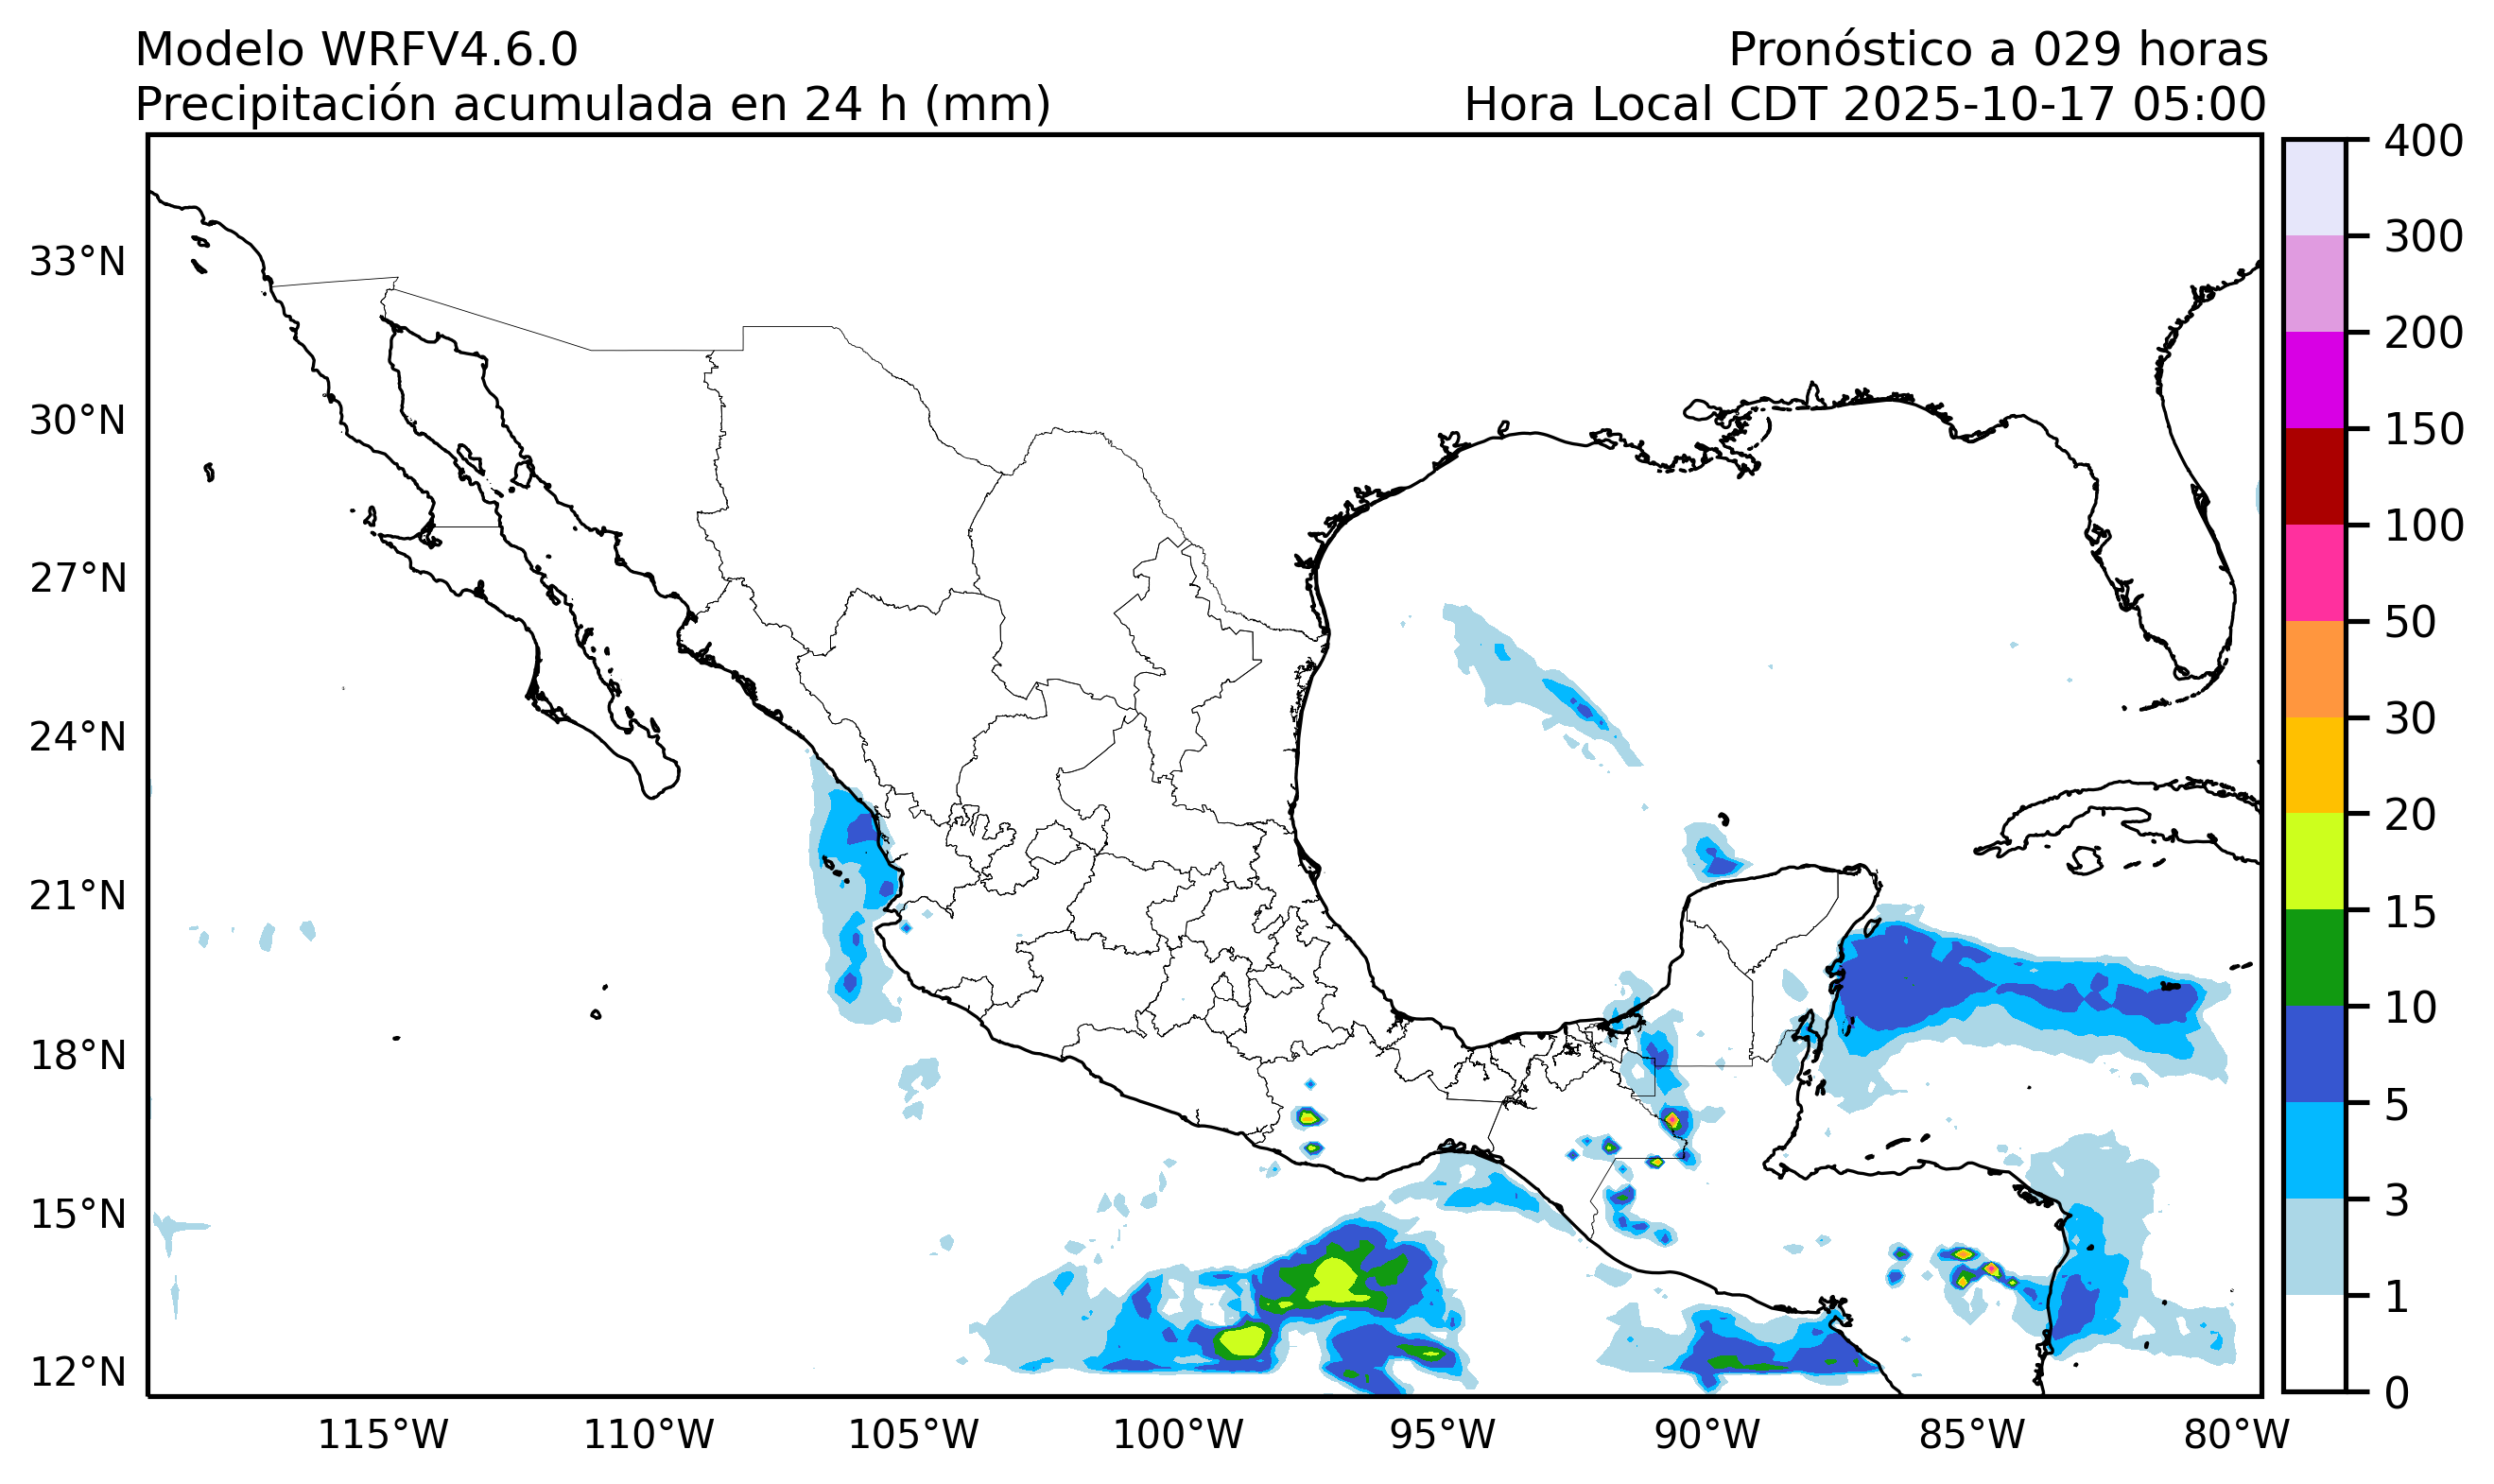 Modelo WRFV4.6.0
Pronóstico a 029 horas
Precipitación acumulada en 24 h (mm)
Hora Local CDT 2025-10-17 05:00
33°N
30°N
27°N
24°N
21°N
18°N
15°N
12°N
115°W
110°W
105°W
100°W
95°W
90°W
85°W
80°W
400
300
200
150
100
50
30
20
15
10
5
3
1
0